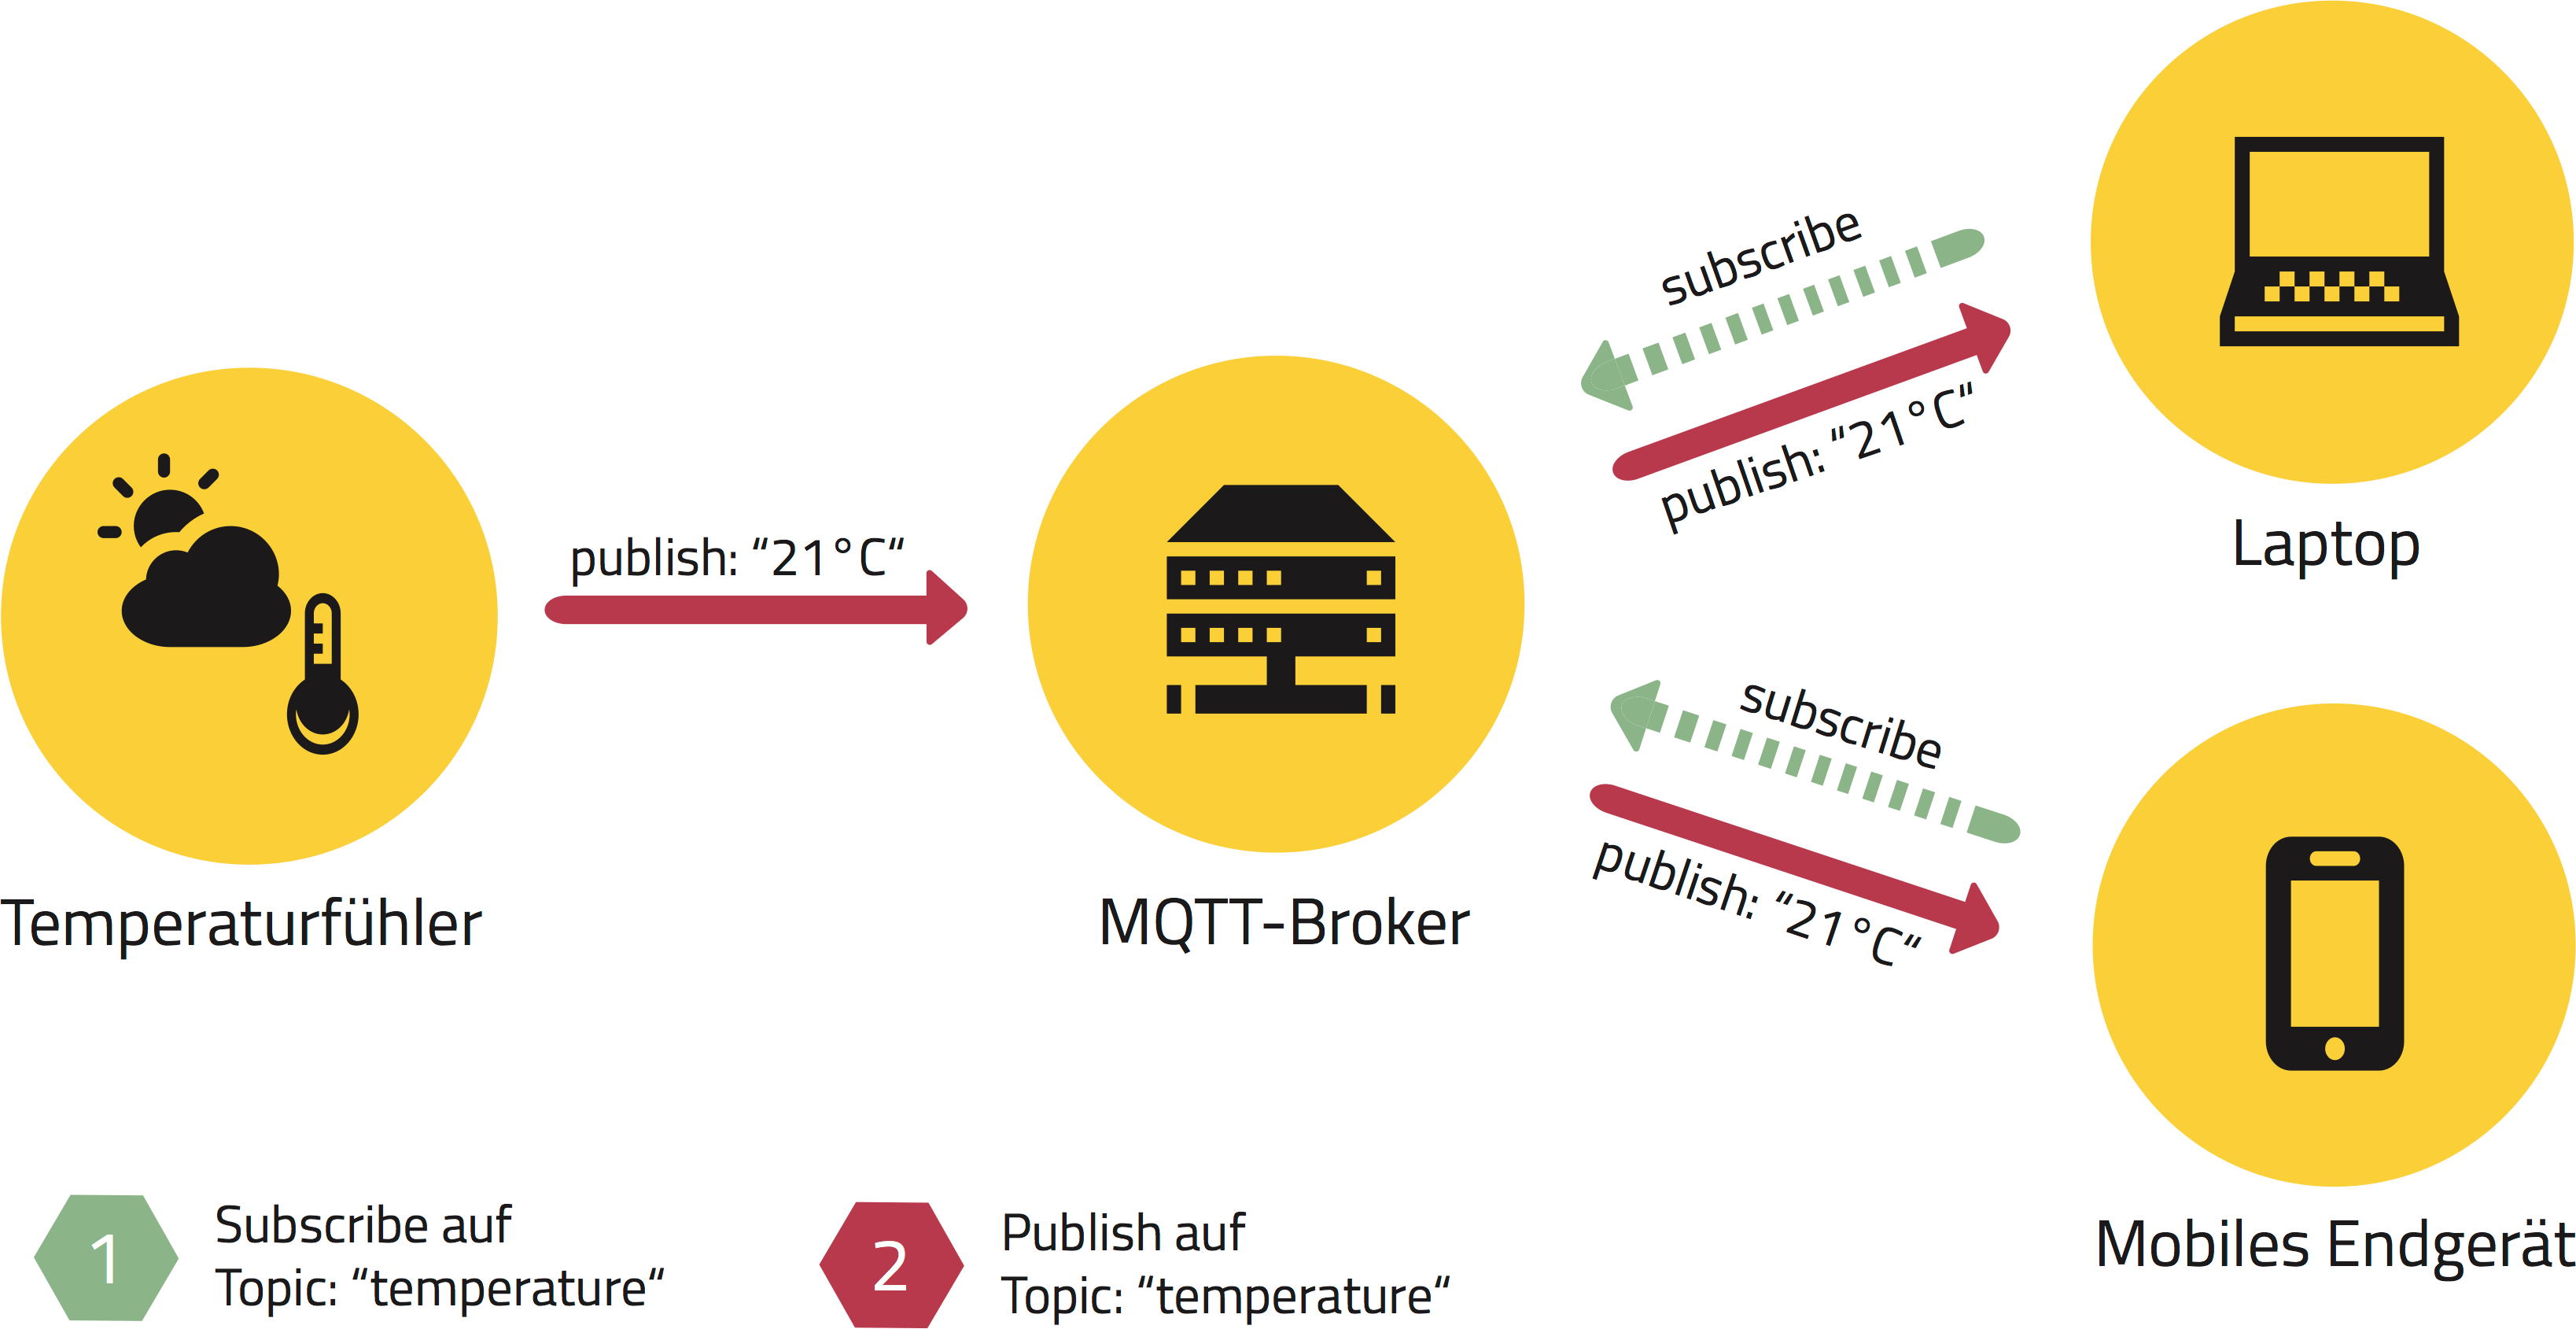 subscribe
publish: “21°C“
Laptop
publish: “21°C“
Temperaturfühler
MQTT-Broker
subscribe
publish: “21°C“
Mobiles Endgerät
1
Subscribe auf
Topic: “temperature“
2
Publish auf
Topic: “temperature“